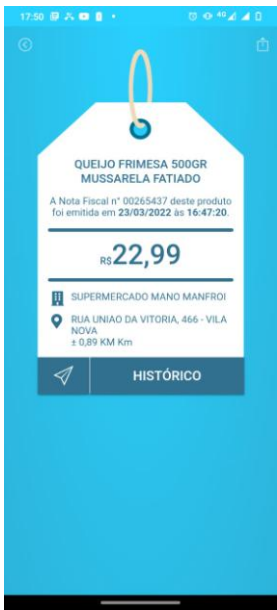 17:50
4G
QUEIJO FRIMESA 500GR
MUSSARELA FATIADO
A Nota Fiscal n° 00265437 deste produto
foi emitida em 23/03/2022 às 16:47:20.
R$22,99
SUPERMERCADO MANO MANFROI
RUA UNIAO DA VITORIA, 466 - VILA
NOVA
± 0,89 KM Km
HISTÓRICO